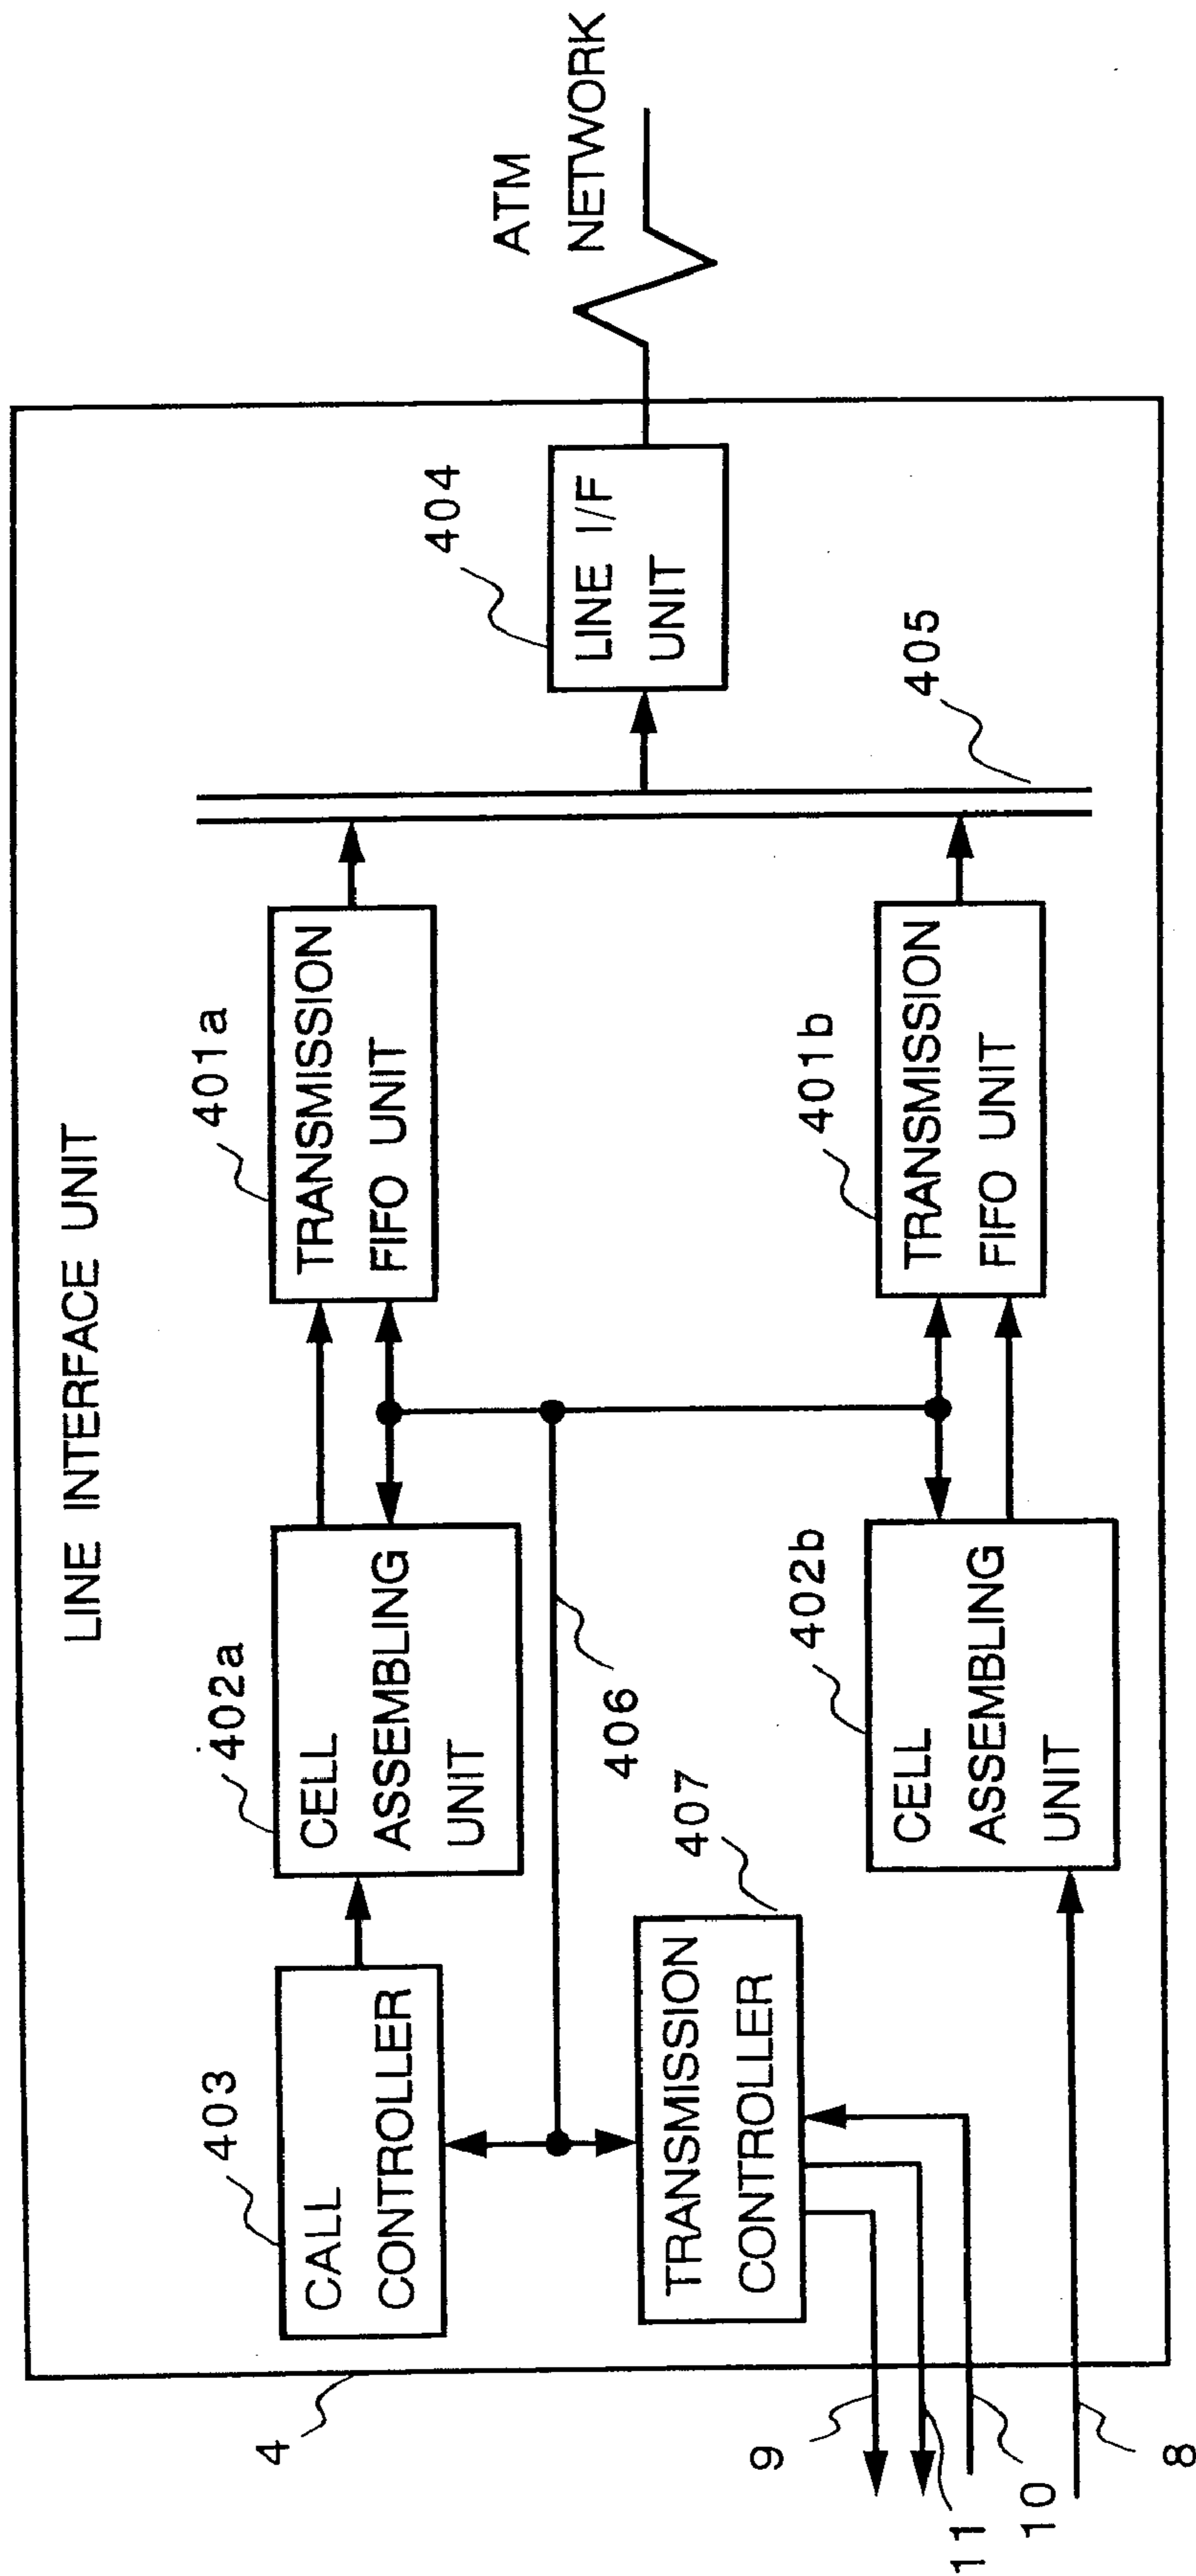 LINE INTERFACE UNIT
4
403
CALL
CONTROLLER
402a
CELL
ASSEMBLING
UNIT
401a
TRANSMISSION
FIFO UNIT
404
LINE I/F
UNIT
ATM
NETWORK
406
407
TRANSMISSION
CONTROLLER
402b
CELL
ASSEMBLING
UNIT
401b
TRANSMISSION
FIFO UNIT
405
9
11
10
8